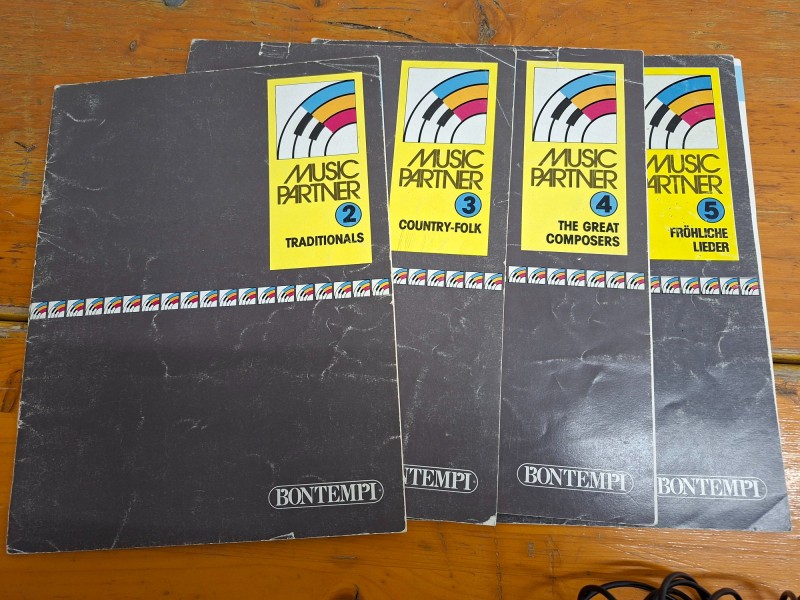 MUSIC
PARTNER
2
TRADITIONALS
BONTEMPI
MUSIC
PARTNER
3
COUNTRY-FOLK
BONTEMPI
MUSIC
PARTNER
4
THE GREAT
COMPOSERS
BONTEMPI
MUSIC
ARTNER
5
FRÖHLICHE
LIEDER
BONTEMPI